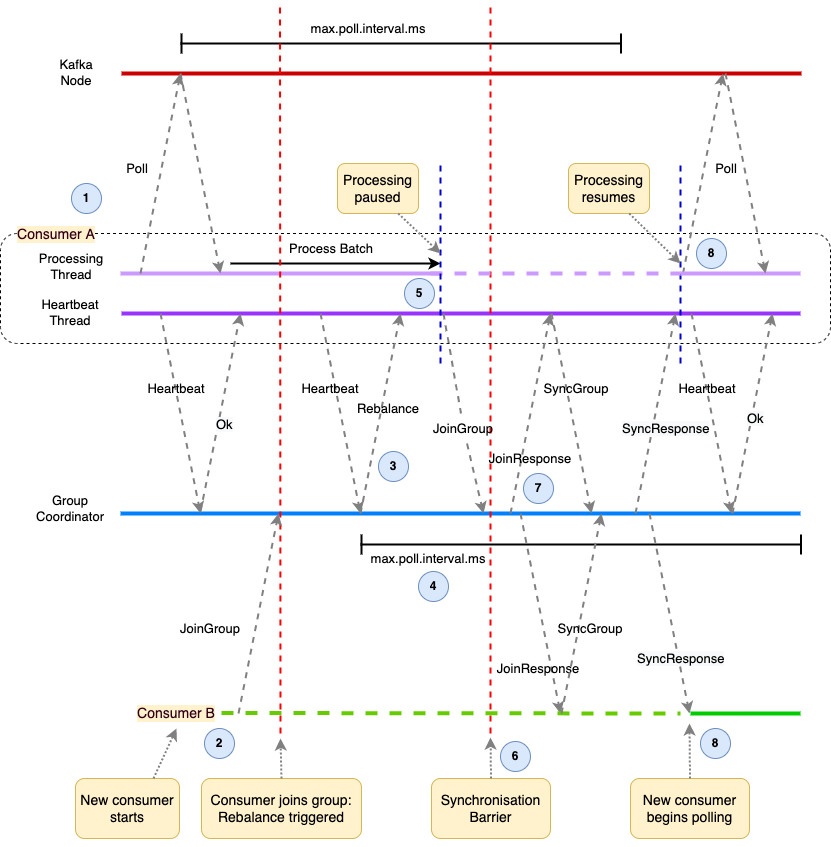 max.poll.interval.ms
Kafka
Node
Poll
Processing
paused
Processing
resumes
Poll
1
Consumer A
Process Batch
8
Processing
Thread
5
Heartbeat
Thread
Heartbeat
Ok
Heartbeat
Rebalance
JoinGroup
SyncGroup
JoinResponse
SyncResponse
Heartbeat
Ok
3
7
Group
Coordinator
max.poll.interval.ms
4
JoinGroup
SyncGroup
JoinResponse
SyncResponse
Consumer B
2
6
8
New consumer
starts
Consumer joins group:
Rebalance triggered
Synchronisation
Barrier
New consumer
begins polling